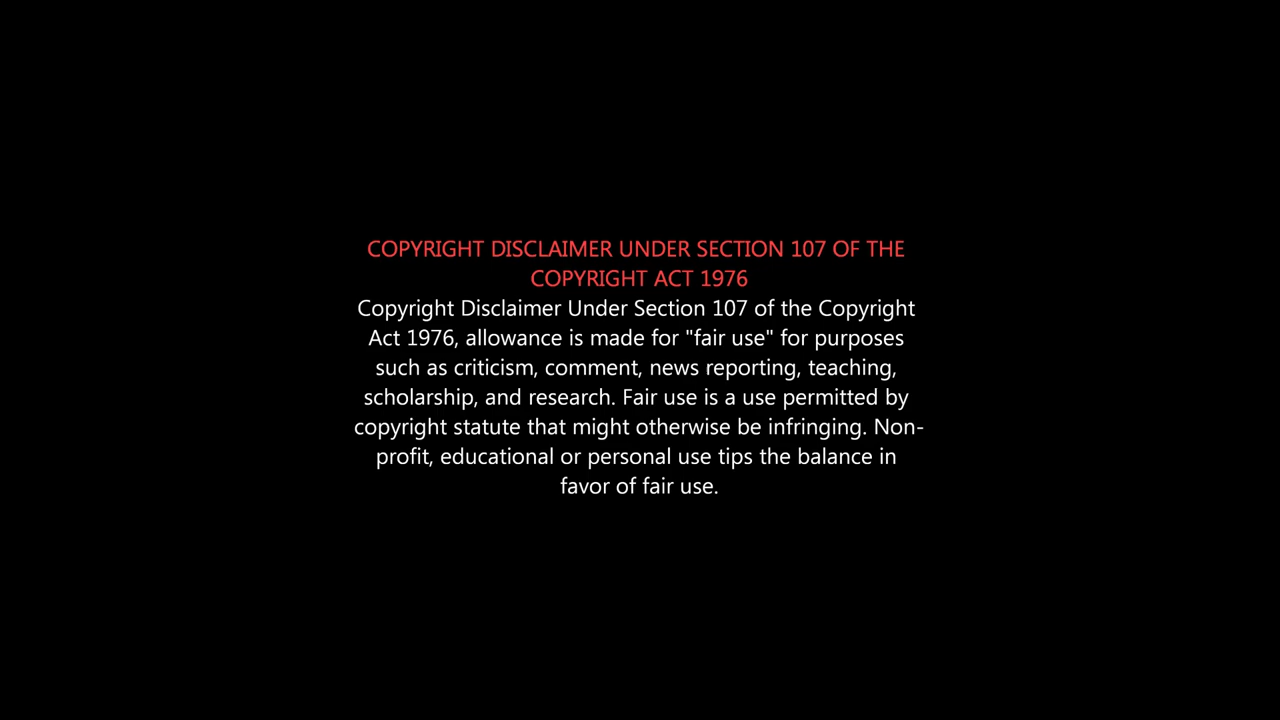 COPYRIGHT DISCLAIMER UNDER SECTION 107 OF THE
COPYRIGHT ACT 1976
Copyright Disclaimer Under Section 107 of the Copyright
Act 1976, allowance is made for "fair use" for purposes
such as criticism, comment, news reporting, teaching,
scholarship, and research. Fair use is a use permitted by
copyright statute that might otherwise be infringing. Non-
profit, educational or personal use tips the balance in
favor of fair use.